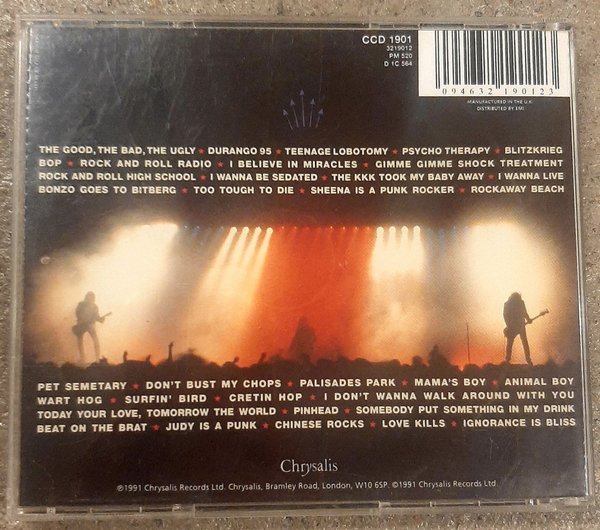 CCD 1901
3219012
PM 520
D 1C 564
094632 190123
MANUFACTURED IN THE U.K.
DISTRIBUTED BY EMI
THE GOOD, THE BAD, THE UGLY ★ DURANGO 95 ★ TEENAGE LOBOTOMY ★ PSYCHO THERAPY ★ BLITZKRIEG
BOP ★ ROCK AND ROLL RADIO ★ I BELIEVE IN MIRACLES ★ GIMME GIMME SHOCK TREATMENT
ROCK AND ROLL HIGH SCHOOL ★ I WANNA BE SEDATED ★ THE KKK TOOK MY BABY AWAY ★ I WANNA LIVE
BONZO GOES TO BITBERG ★ TOO TOUGH TO DIE ★ SHEENA IS A PUNK ROCKER ★ ROCKAWAY BEACH
PET SEMETARY ★ DON'T BUST MY CHOPS ★ PALISADES PARK ★ MAMA'S BOY ★ ANIMAL BOY
WART HOG ★ SURFIN' BIRD ★ CRETIN HOP ★ I DON'T WANNA WALK AROUND WITH YOU
TODAY YOUR LOVE, TOMORROW THE WORLD ★ PINHEAD ★ SOMEBODY PUT SOMETHING IN MY DRINK
BEAT ON THE BRAT ★ JUDY IS A PUNK ★ CHINESE ROCKS ★ LOVE KILLS ★ IGNORANCE IS BLISS
Chrysalis
℗1991 Chrysalis Records Ltd. Chrysalis, Bramley Road, London, W10 6SP. ©1991 Chrysalis Records Ltd